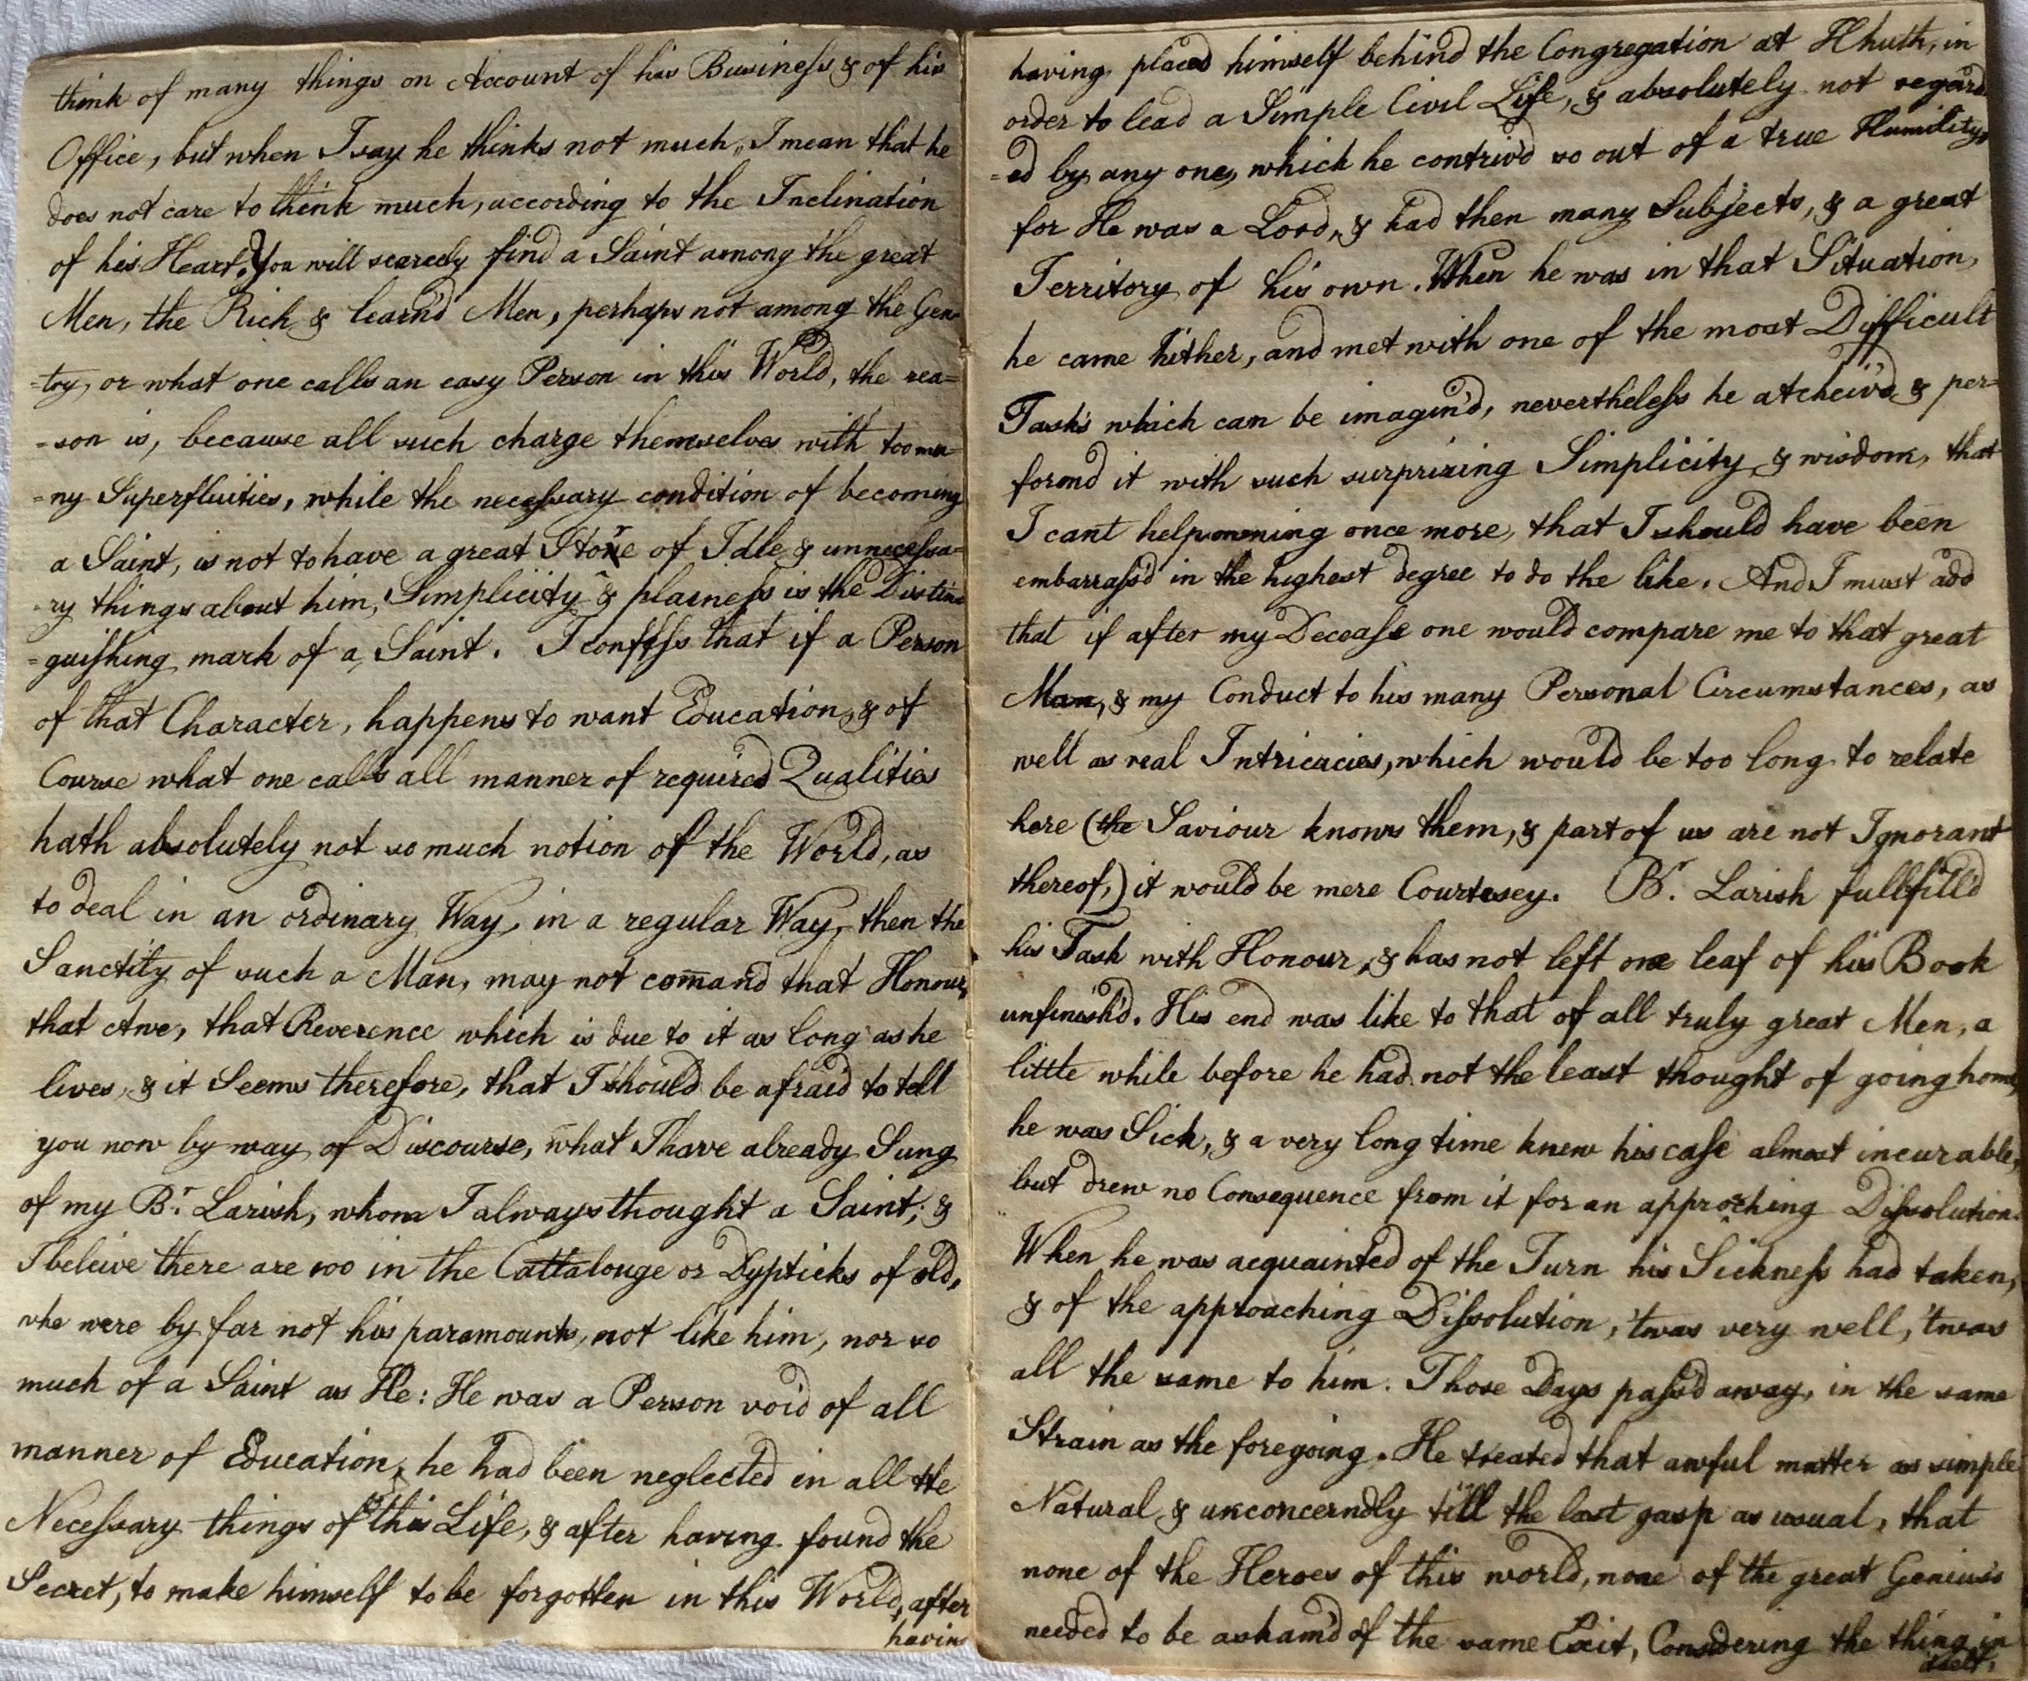 think of many things on Account of his Business & of his
Office, but when I say he thinks not much, I mean that he
does not care to think much, according to the Inclination
of his Heart. You will scarcely find a Saint among the great
Men, the Rich & learn'd Men, perhaps not among the Gen-
-try, or what one calls an easy Person in this World, the rea=
=son is, because all such charge themselves with too ma=
=ny Superfluities, while the necessary condition of becoming
a Saint, is not to have a great Store of Idle & unnecessa=
-ry things about him, Simplicity & plainess is the Distin
=guishing mark of a Saint. I confess that if a Person
of that Character, happens to want Education, & of
Course what one calls all manner of required Qualities
hath absolutely not so much notion of the World, as
to deal in an ordinary Way, in a regular Way, then the
Sanctity of such a Man, may not com̄and that Honour,
that Awe, that Reverence which is due to it as long as he
lives, & it Seems therefore, that I should be afraid to tell
you now by way of Discourse, what I have already Sung
of my Br. Larish, whom I always thought a Saint; &
I beleive there are 100 in the Cattalouge or Dypticks of old,
who were by far not his paramounts, not like him, nor so
much of a Saint as He: He was a Person void of all
manner of Education, he had been neglected in all the
Necessary things of this Life, & after having found the
Secret, to make himself to be forgotten in this World, after
having
having placed himself behind the Congregation at Hhuth, in
order to lead a Simple Civil Life, & absolutely not regard
=ed by any one, which he contriv'd so out of a true Humility,
for He was a Lord, & had then many Subjects, & a great
Territory of his own. When he was in that Situation,
he came hither, and met with one of the most Difficult
Tasks which can be imagin'd, nevertheless he atcheiv'd & per=
formd it with such surprizing Simplicity & wisdom, that
I cant help owning once more, that I should have been
embarrass'd in the highest degree to do the like. And I must add
that if after my Decease one would compare me to that great
Man, & my Conduct to his many Personal Circumstances, as
well as real Intricacies, which would be too long to relate
here (the Saviour knows them, & part of us are not Ignorant
thereof,) it would be mere Courtesey. Br. Larish fullfill'd
his Task with Honour, & has not left one leaf of his Book
unfinish'd. His end was like to that of all truly great Men, a
little while before he had not the least thought of going home,
he was Sick, & a very long time knew his case almost incurable,
but drew no Consequence from it for an approching Dissolution.
When he was acquainted of the Turn his Sickness had taken,
& of the approaching Dissolution, 'twas very well, 'twas
all the same to him. Those Days pass'd away, in the same
Strain as the foregoing. He treated that awful matter as simple
Natural & unconcerndly till the last gasp as usual, that
none of the Heroes of this world, none of the great Genius's
needed to be asham'd of the same Exit, Considering the thing in
itself.